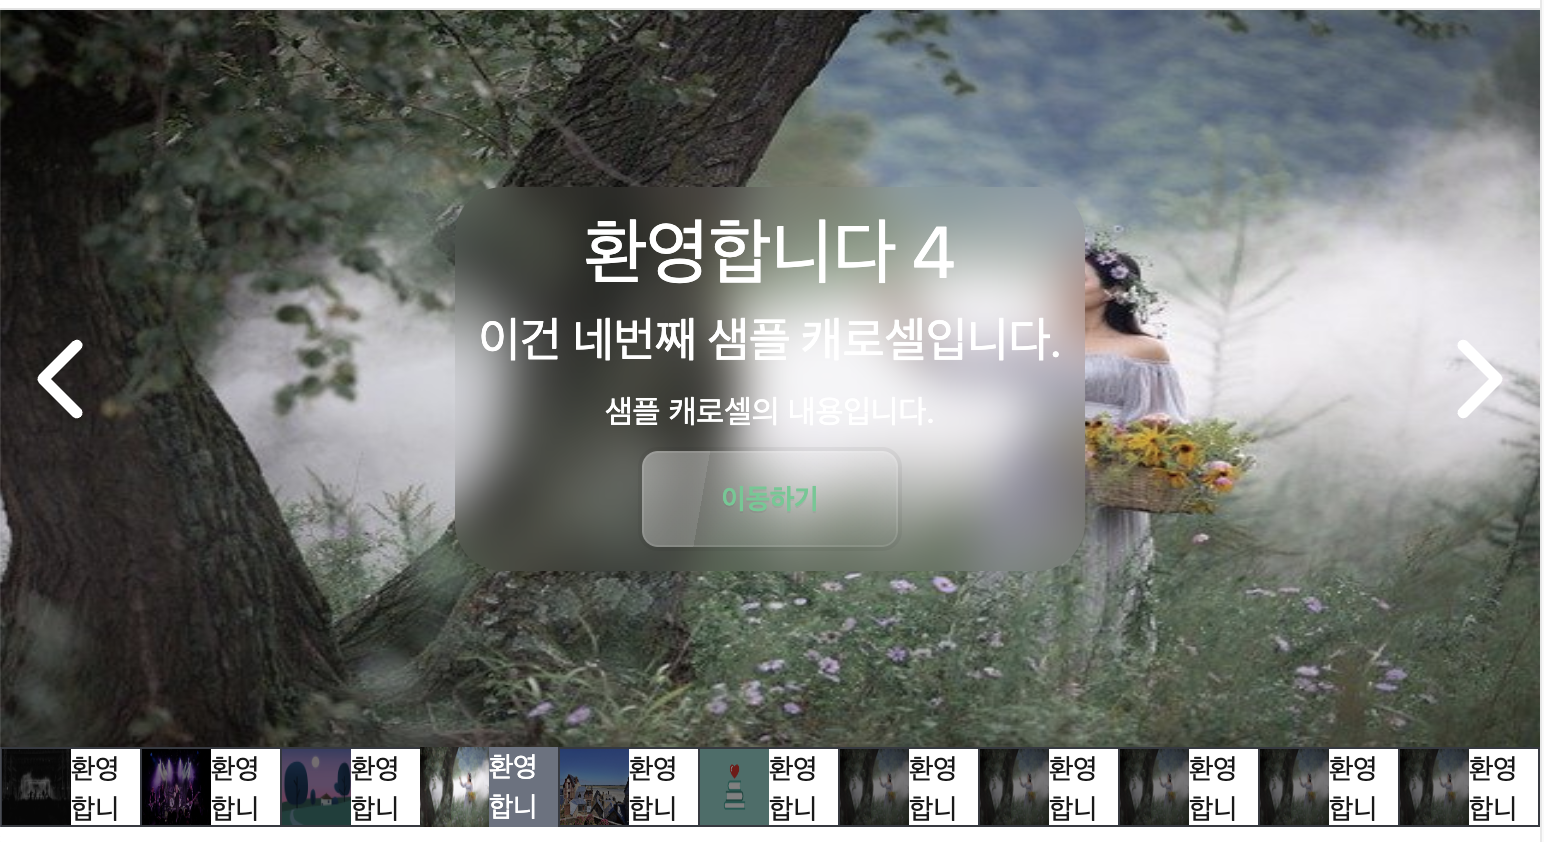 환영합니다 4
이건 네번째 샘플 캐로셀입니다.
샘플 캐로셀의 내용입니다.
이동하기
환영
합니
환영
합니
환영
합니
환영
합니
환영
합니
환영
합니
환영
합니
환영
합니
환영
합니
환영
합니
환영
합니